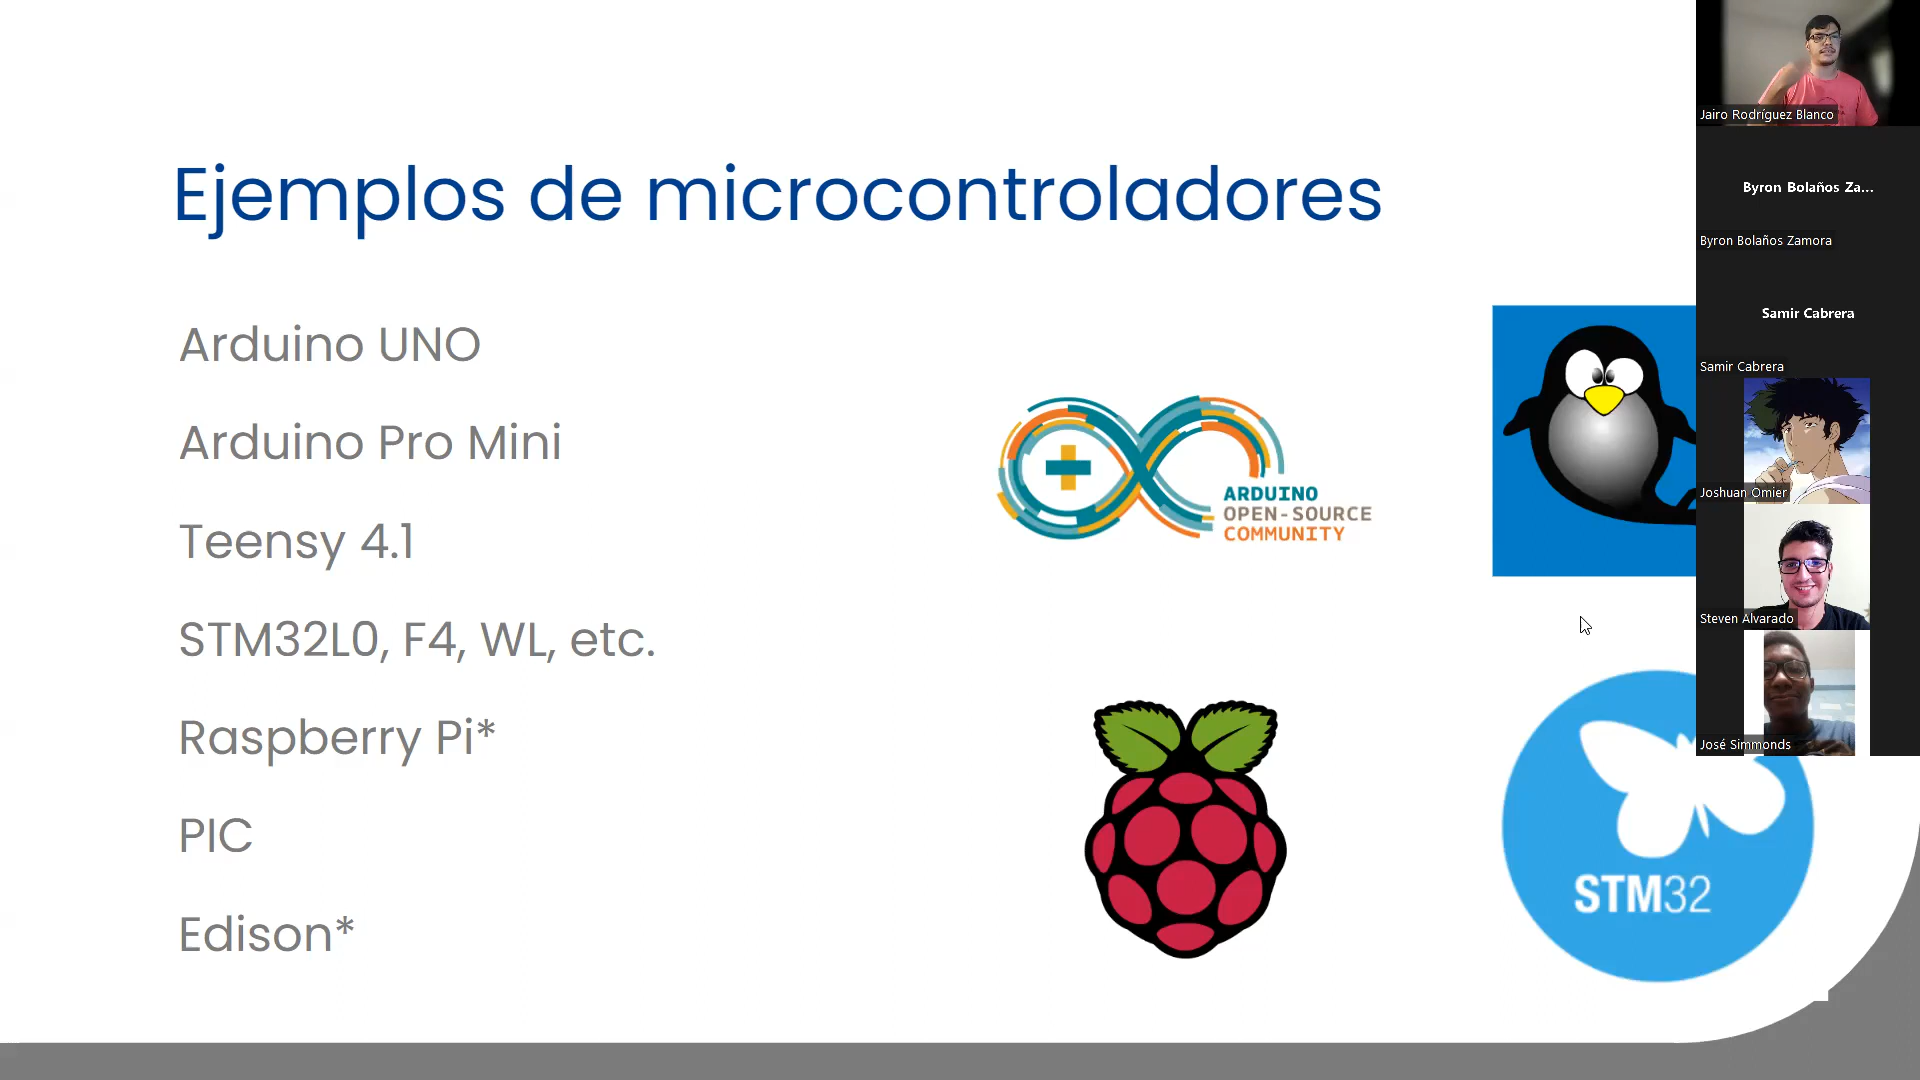 Ejemplos de microcontroladores
Arduino UNO
Arduino Pro Mini
Teensy 4.1
STM32L0, F4, WL, etc.
Raspberry Pi*
PIC
Edison*
ARDUINO
OPEN-SOURCE
COMMUNITY
STM32
Jairo Rodríguez Blanco
Byron Bolaños Za...
Byron Bolaños Zamora
Samir Cabrera
Samir Cabrera
Joshuan Omier
Steven Alvarado
José Simmonds